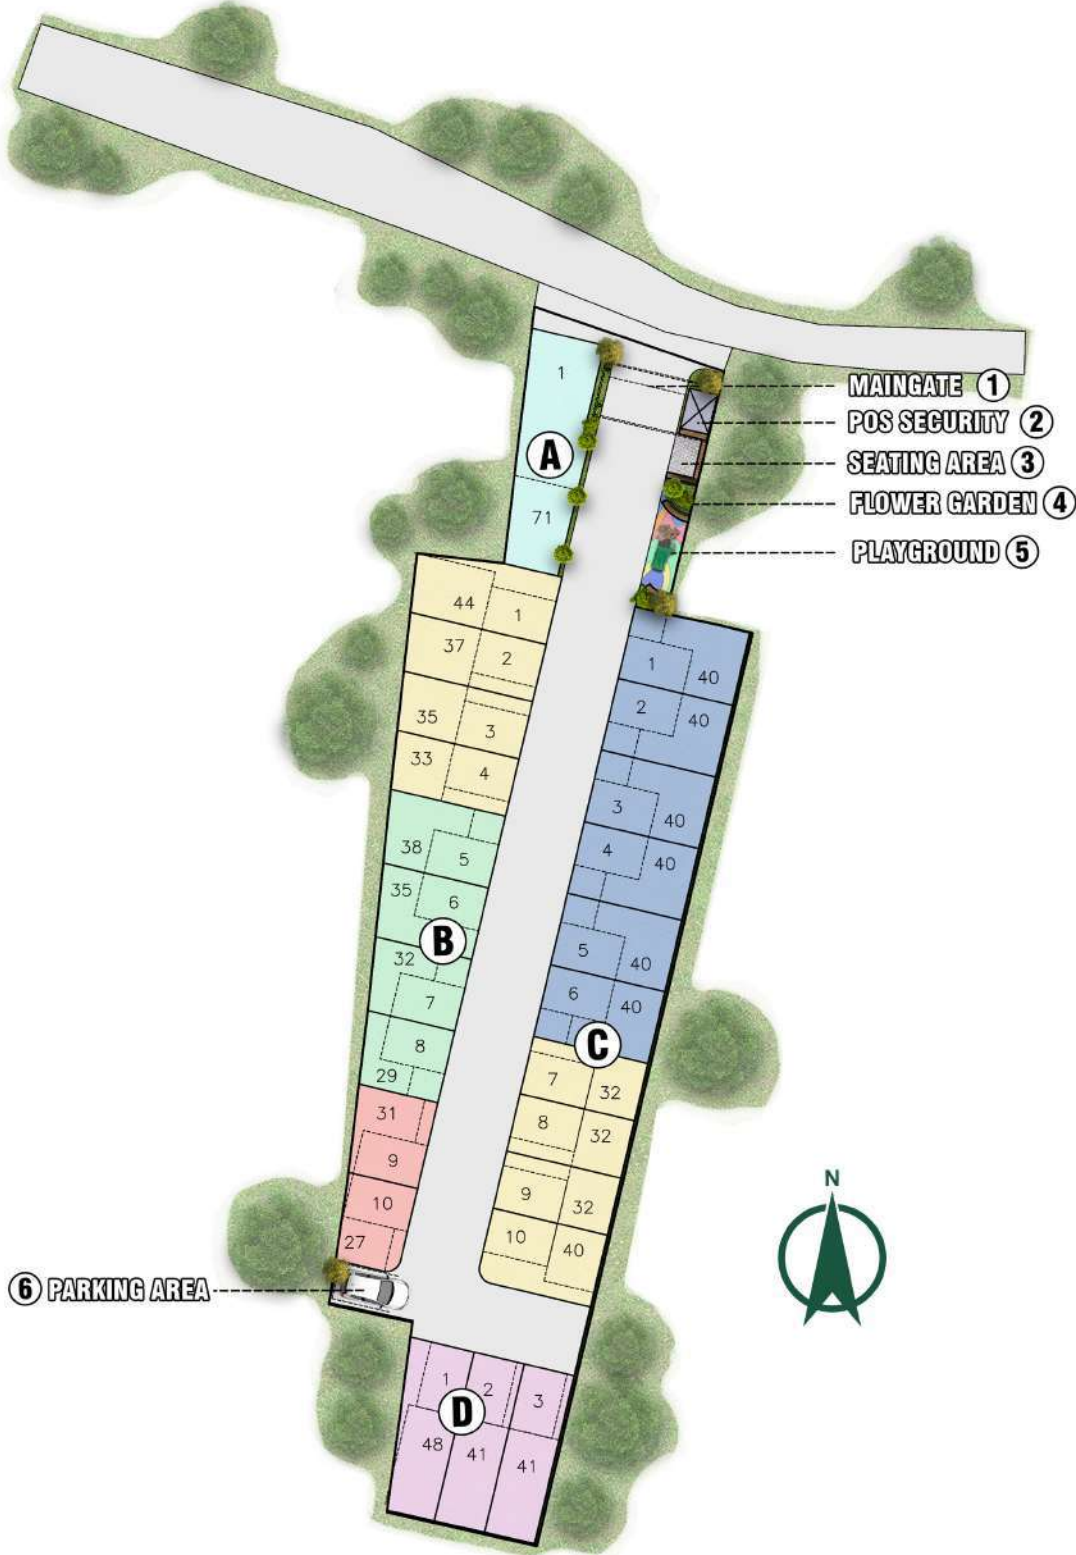 1
A
71
MAINGATE 1
POS SECURITY 2
SEATING AREA 3
FLOWER GARDEN 4
PLAYGROUND 5
44 1
37 2
35 3
33 4
38 5
35 6
B
32
7
8
29
31
9
10
27
1 40
2 40
3 40
4 40
5 40
6 40
C
7 32
8 32
9 32
10 40
N
6 PARKING AREA
1 2 3
D
48 41 41